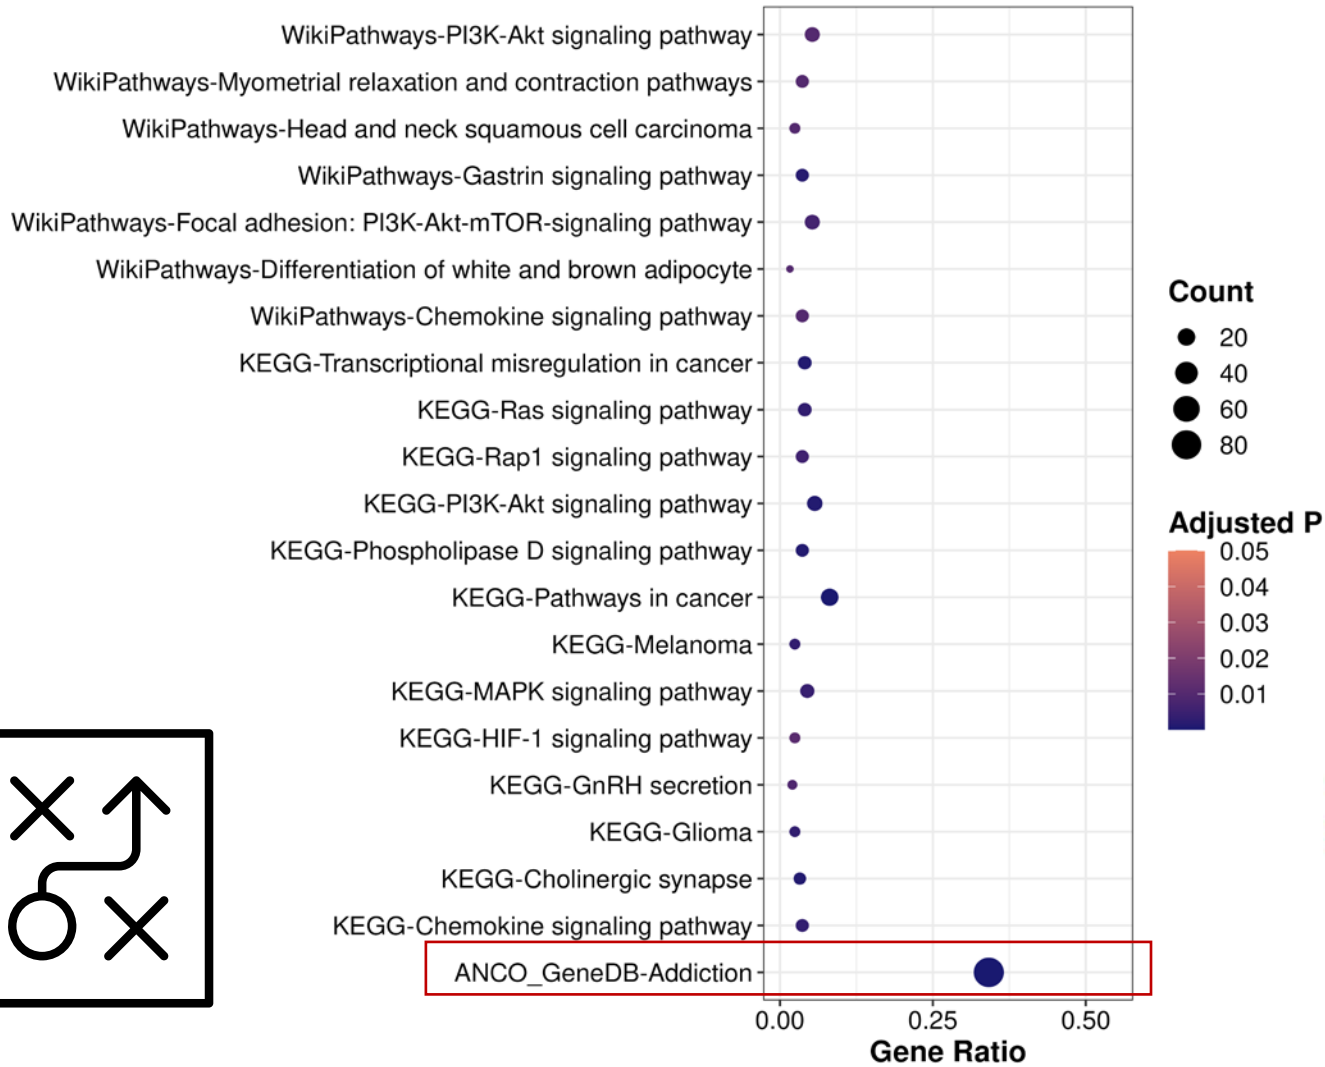 WikiPathways-PI3K-Akt signaling pathway
WikiPathways-Myometrial relaxation and contraction pathways
WikiPathways-Head and neck squamous cell carcinoma
WikiPathways-Gastrin signaling pathway
WikiPathways-Focal adhesion: PI3K-Akt-mTOR-signaling pathway
WikiPathways-Differentiation of white and brown adipocyte
WikiPathways-Chemokine signaling pathway
KEGG-Transcriptional misregulation in cancer
KEGG-Ras signaling pathway
KEGG-Rap1 signaling pathway
KEGG-PI3K-Akt signaling pathway
KEGG-Phospholipase D signaling pathway
KEGG-Pathways in cancer
KEGG-Melanoma
KEGG-MAPK signaling pathway
KEGG-HIF-1 signaling pathway
KEGG-GnRH secretion
KEGG-Glioma
KEGG-Cholinergic synapse
KEGG-Chemokine signaling pathway
ANCO_GeneDB-Addiction
0.00 0.25 0.50
Gene Ratio
Count
20
40
60
80
Adjusted P
0.05
0.04
0.03
0.02
0.01